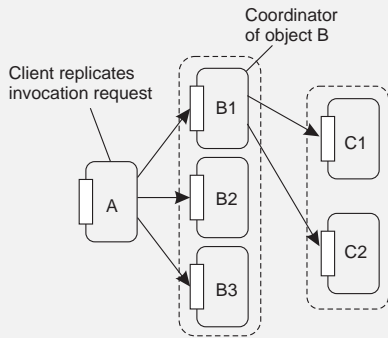 Coordinator
of object B
Client replicates
invocation request
B1
C1
A
B2
C2
B3